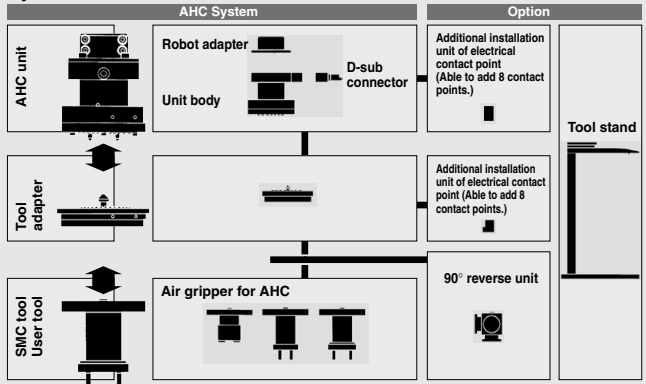 AHC System
Option
AHC unit
Robot adapter
D-sub
connector
Unit body
Additional installation
unit of electrical
contact point
(Able to add 8 contact
points.)
Tool stand
Tool
adapter
Additional installation
unit of electrical contact
point (Able to add 8
contact points.)
SMC tool
User tool
Air gripper for AHC
90° reverse unit